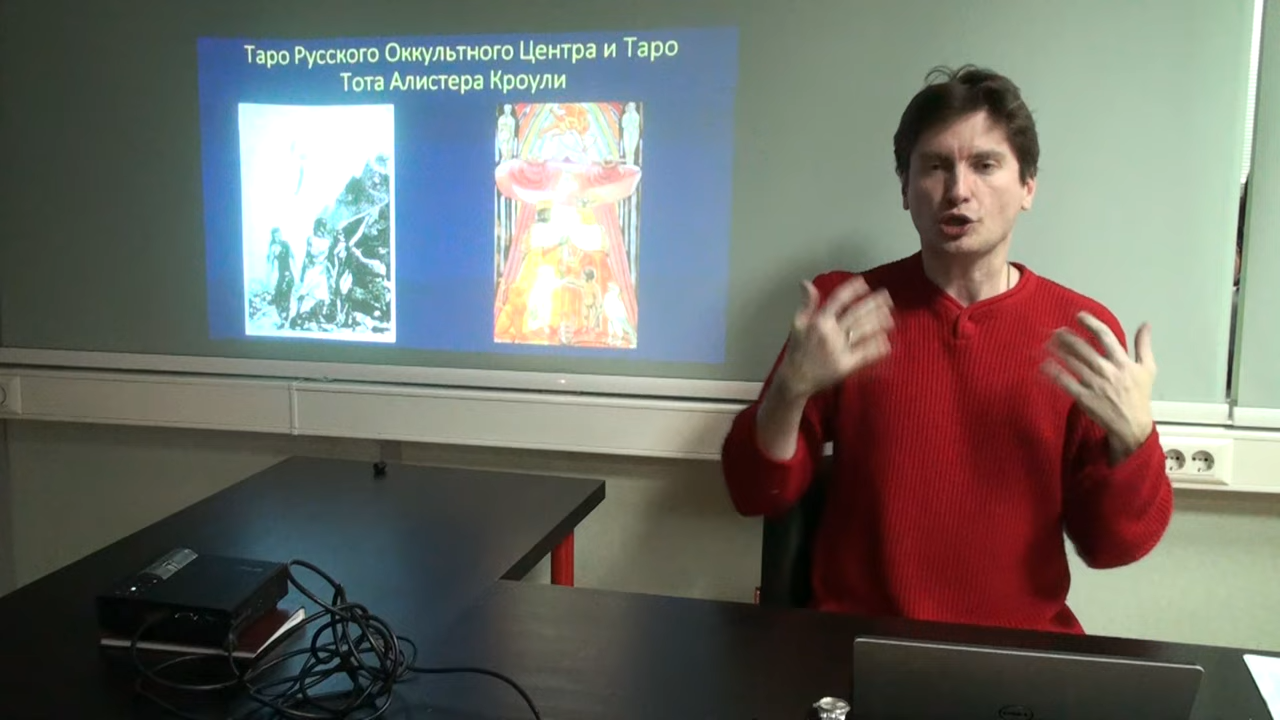 Таро Русского Оккультного Центра и Таро
Тота Алистера Кроули